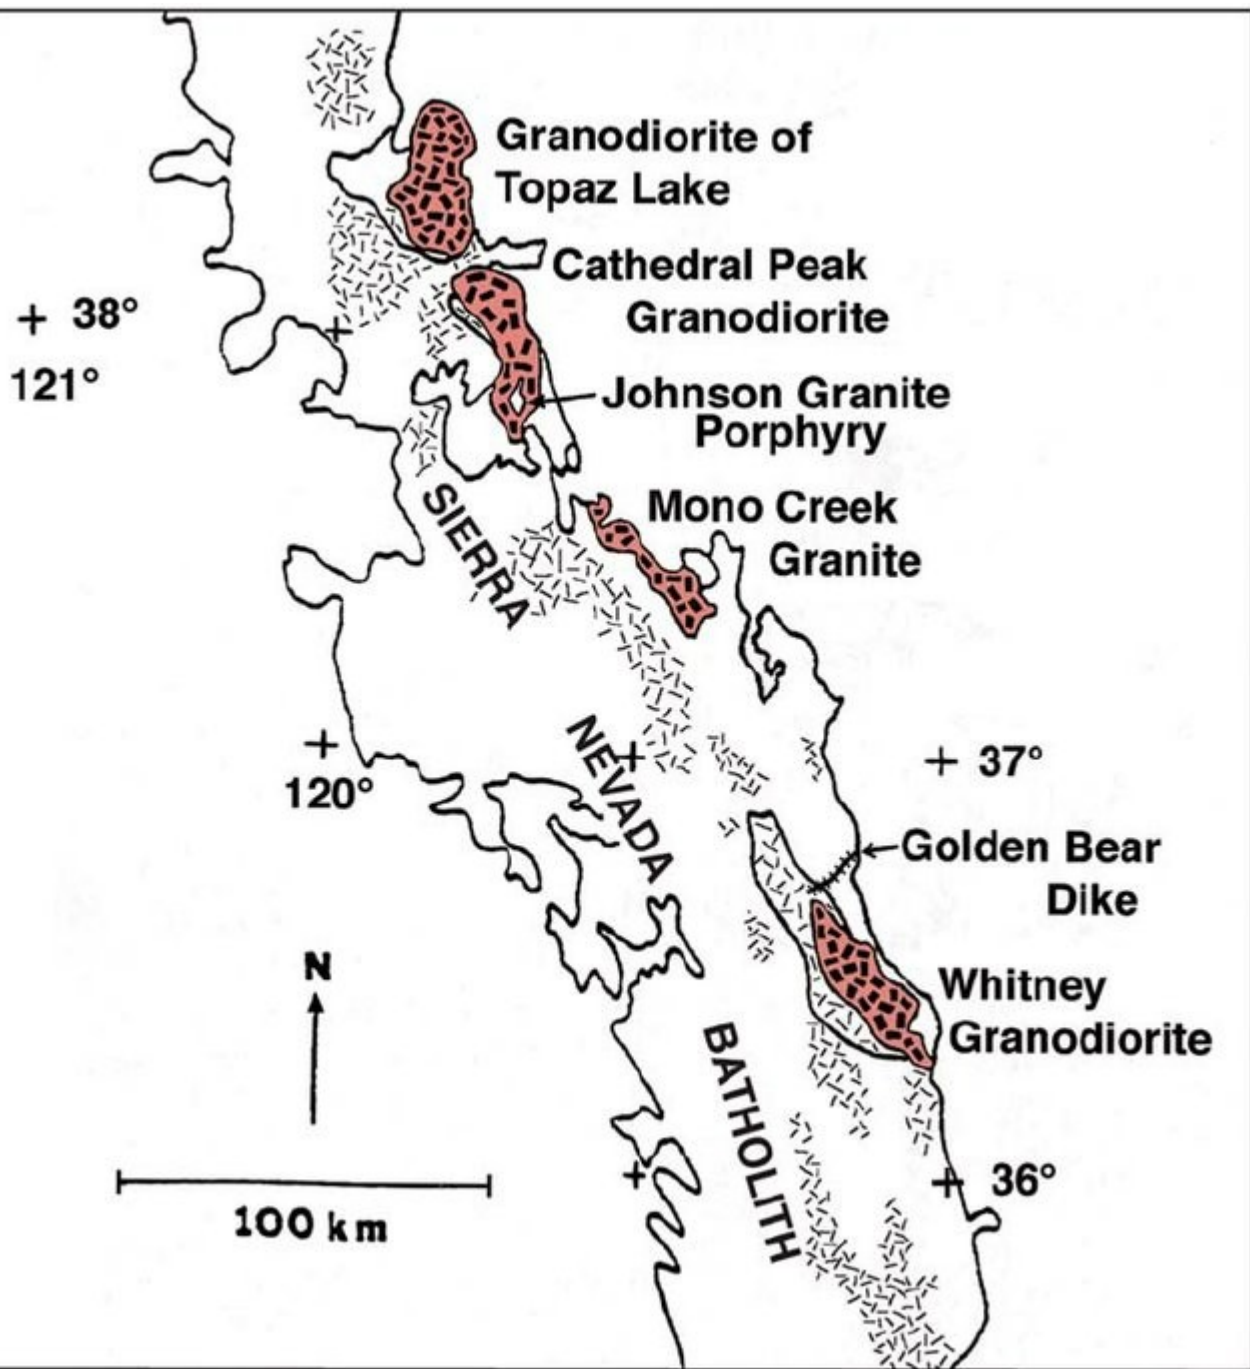 Granodiorite of
Topaz Lake
Cathedral Peak
Granodiorite
38°
121°
Johnson Granite
Porphyry
SIERRA
Mono Creek
Granite
NEVADA
37°
120°
Golden Bear
Dike
N
Whitney
Granodiorite
BATHOLITH
36°
100 km